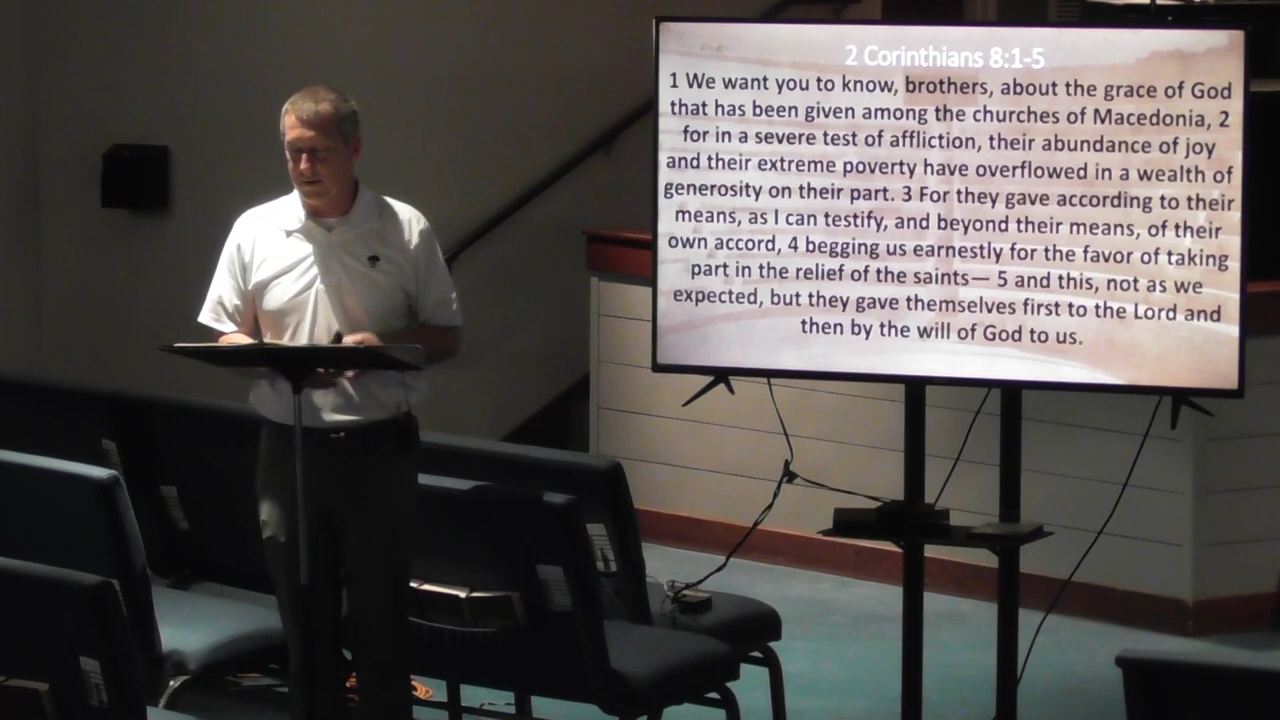 2 Corinthians 8:1-5
1 We want you to know, brothers, about the grace of God
that has been given among the churches of Macedonia, 2
for in a severe test of affliction, their abundance of joy
and their extreme poverty have overflowed in a wealth of
generosity on their part. 3 For they gave according to their
means, as I can testify, and beyond their means, of their
own accord, 4 begging us earnestly for the favor of taking
part in the relief of the saints— 5 and this, not as we
expected, but they gave themselves first to the Lord and
then by the will of God to us.